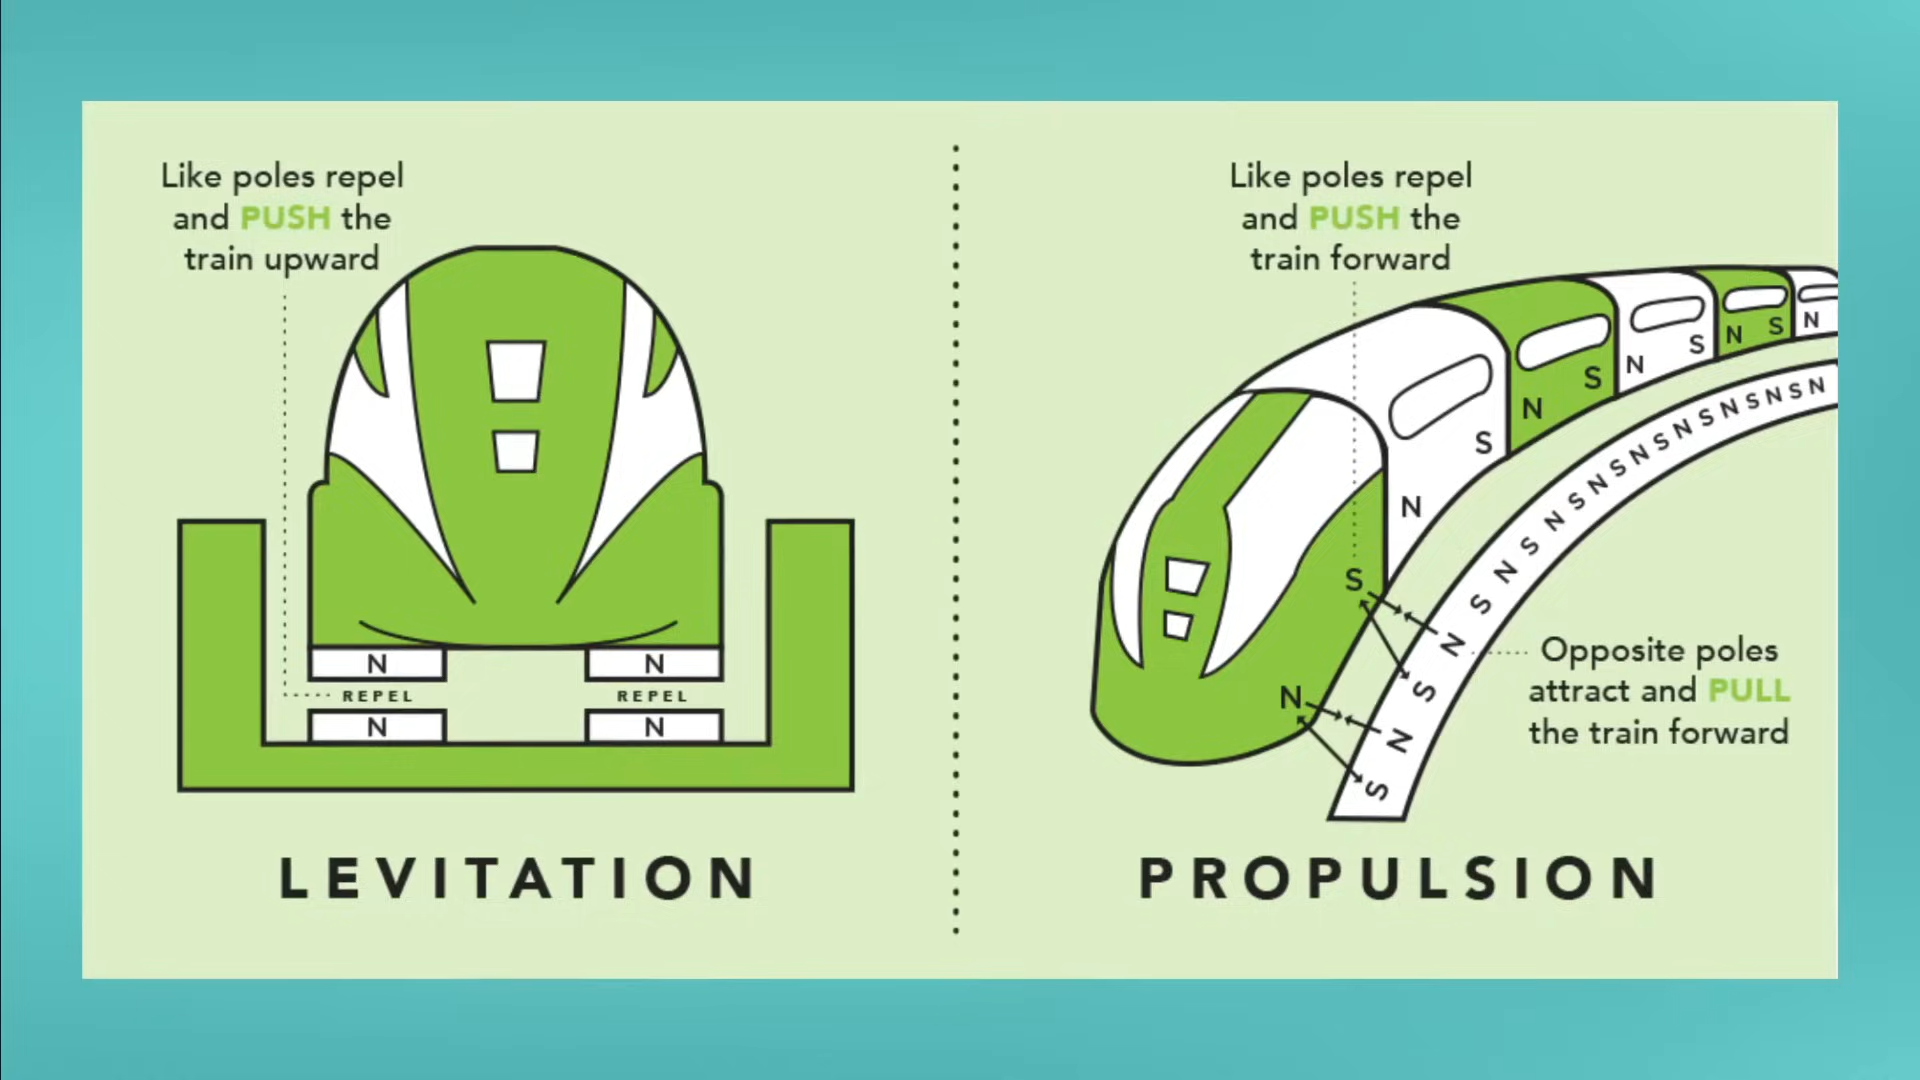 Like poles repel
and PUSH the
train upward
N
N
REPEL
REPEL
N
N
LEVITATION
Like poles repel
and PUSH the
train forward
N
S
N
S
N
S
N
S
N
S
N
N S N S N S N S N S N S N S N S N S N S
Opposite poles
attract and PULL
the train forward
PROPULSION